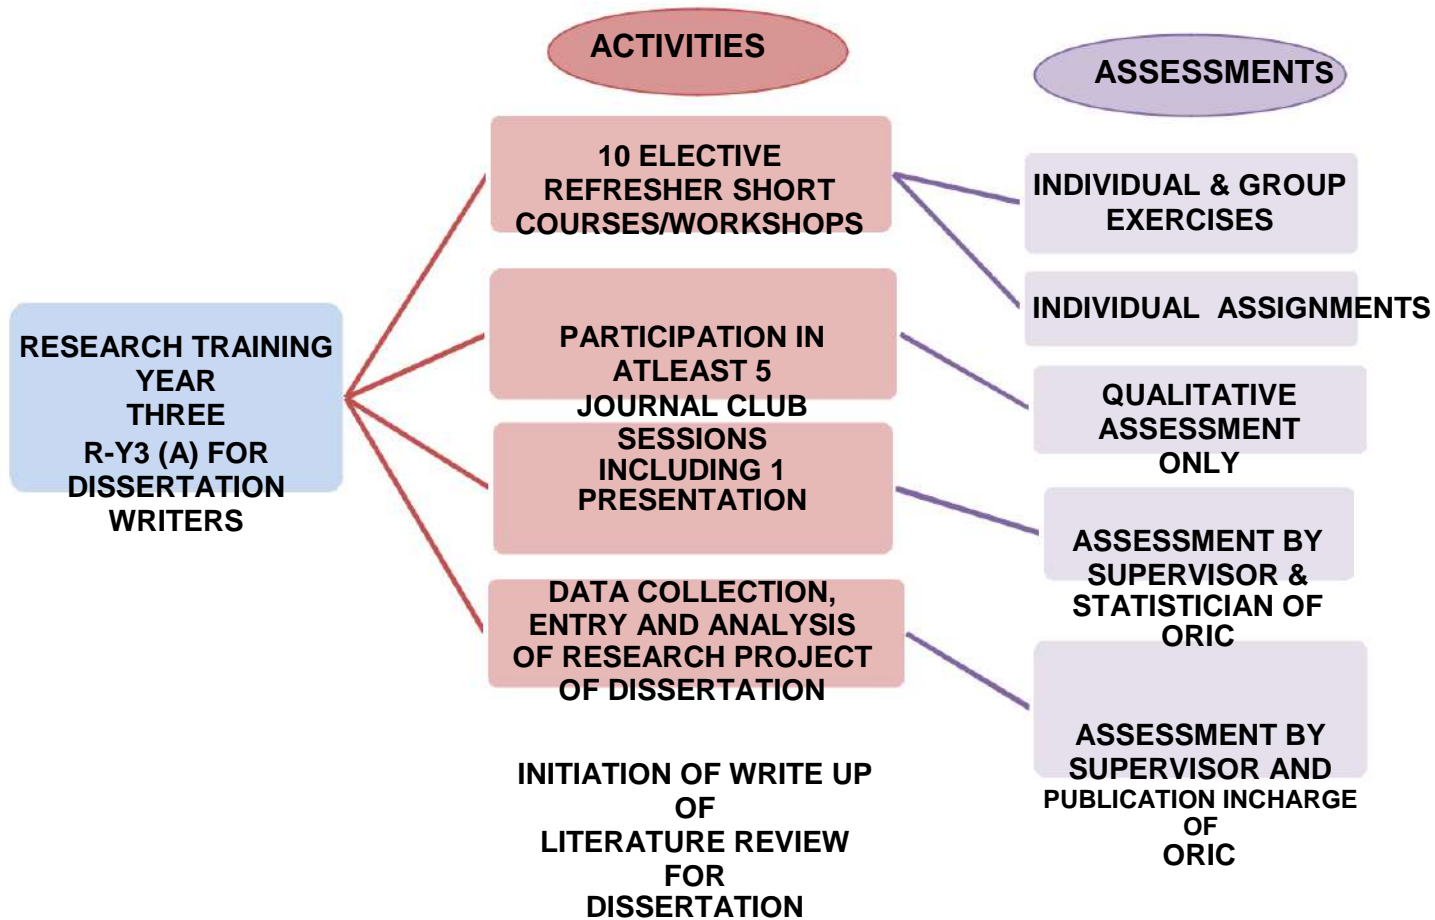 ACTIVITIES
ASSESSMENTS
RESEARCH TRAINING
YEAR
THREE
R-Y3 (A) FOR
DISSERTATION
WRITERS
10 ELECTIVE
REFRESHER SHORT
COURSES/WORKSHOPS
PARTICIPATION IN
ATLEAST 5
JOURNAL CLUB
SESSIONS
INCLUDING 1
PRESENTATION
DATA COLLECTION,
ENTRY AND ANALYSIS
OF RESEARCH PROJECT
OF DISSERTATION
INITIATION OF WRITE UP
OF
LITERATURE REVIEW
FOR
DISSERTATION
INDIVIDUAL & GROUP
EXERCISES
INDIVIDUAL ASSIGNMENTS
QUALITATIVE
ASSESSMENT
ONLY
ASSESSMENT BY
SUPERVISOR &
STATISTICIAN OF
ORIC
ASSESSMENT BY
SUPERVISOR AND
PUBLICATION INCHARGE
OF
ORIC